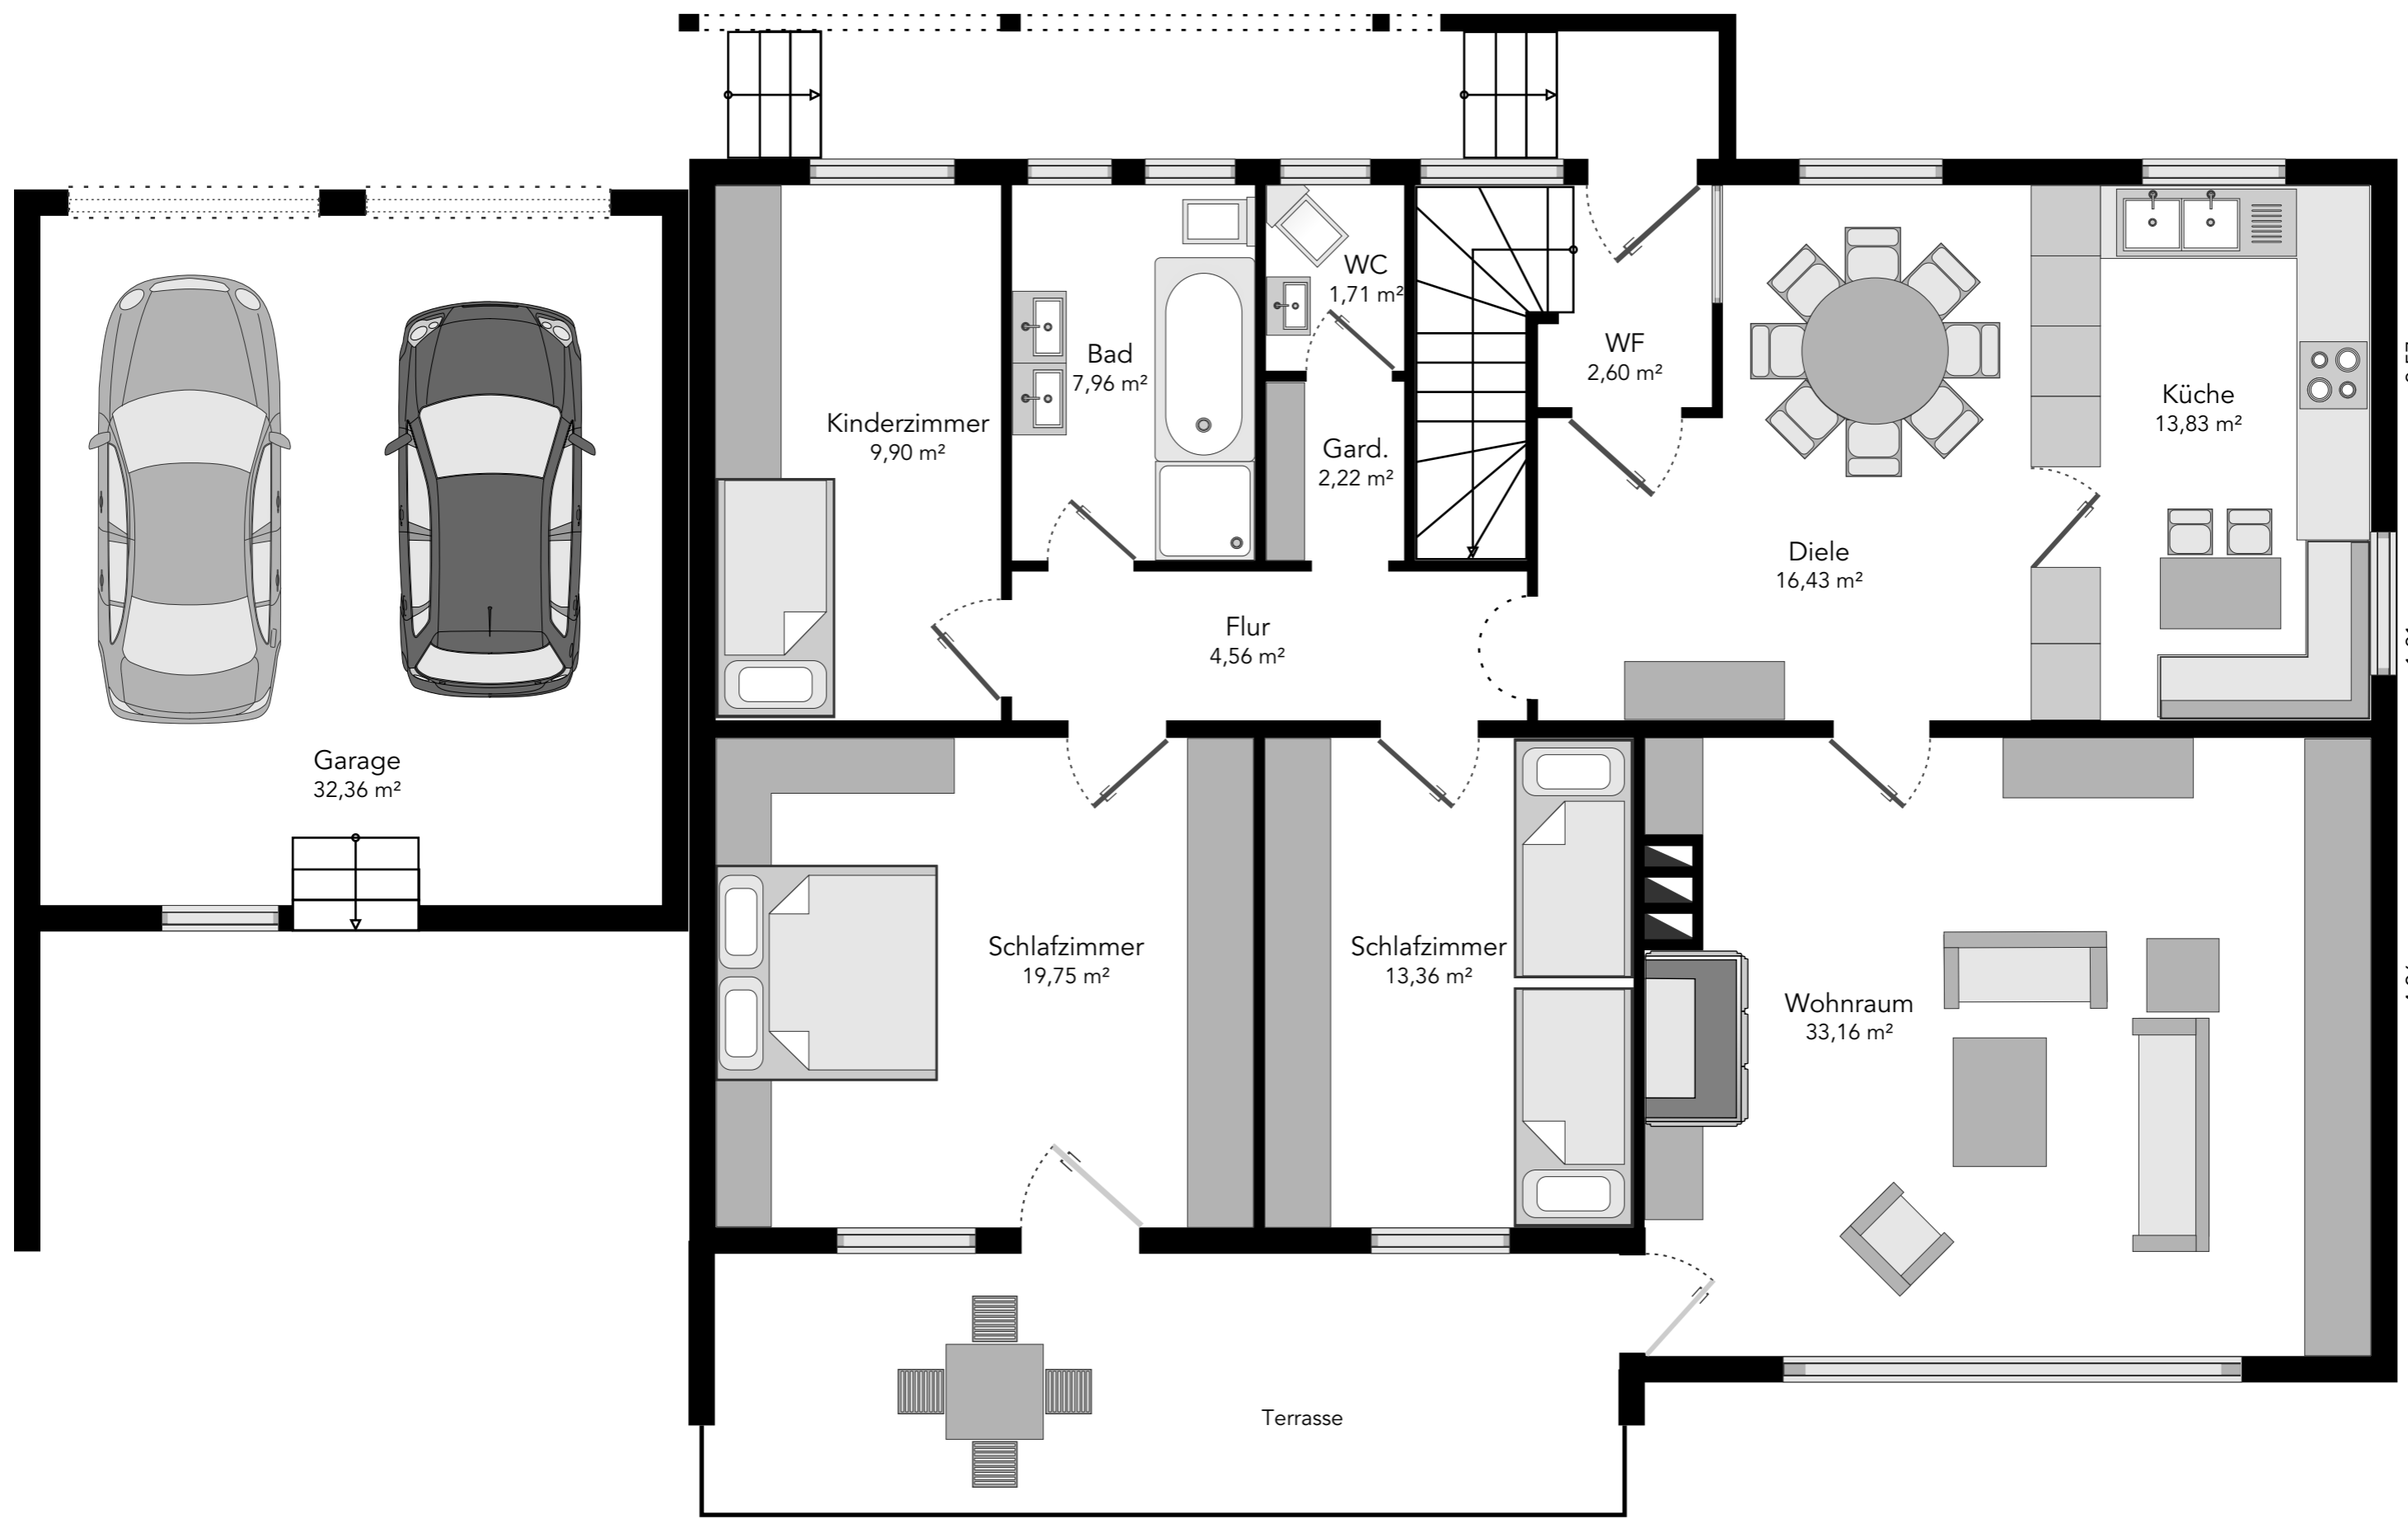 WC
1,71 m²
WF
2,60 m²
Bad
7,96 m²
Küche
13,83 m²
Kinderzimmer
9,90 m²
Gard.
2,22 m²
Diele
16,43 m²
Flur
4,56 m²
Garage
32,36 m²
Schlafzimmer
19,75 m²
Schlafzimmer
13,36 m²
Wohnraum
33,16 m²
Terrasse